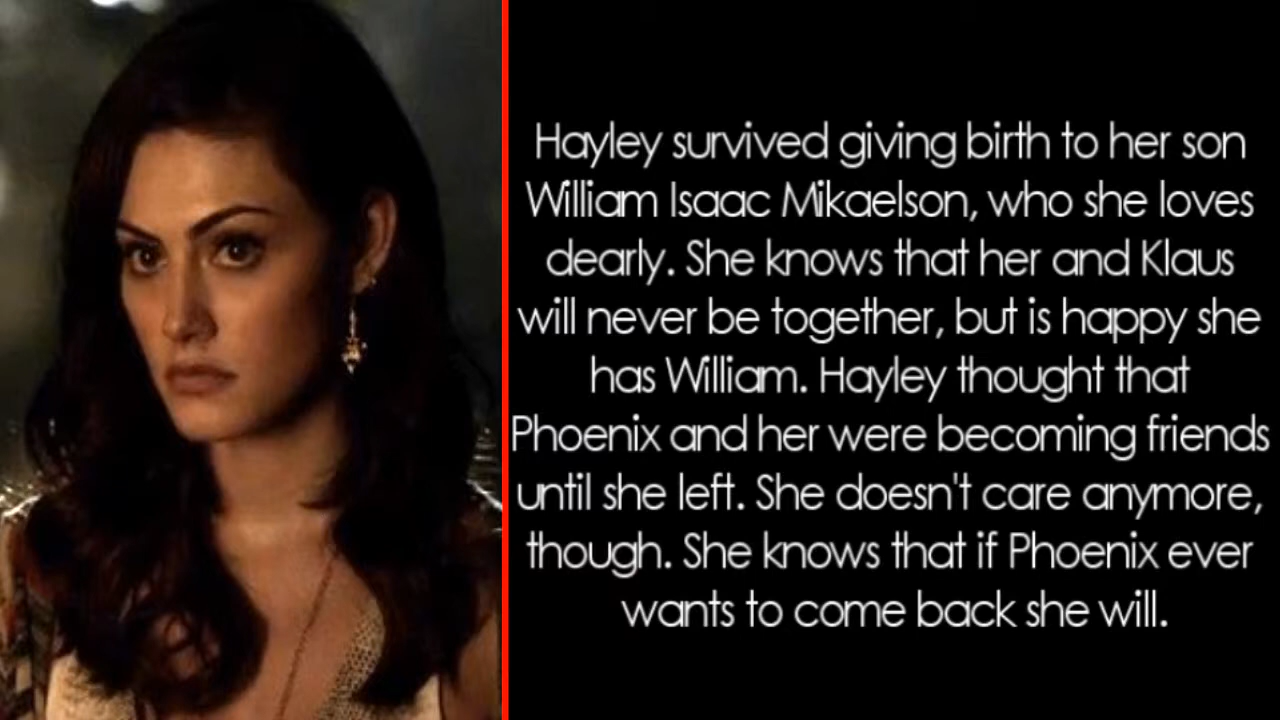 Hayley survived giving birth to her son
William Isaac Mikaelson, who she loves
dearly. She knows that her and Klaus
will never be together, but is happy she
has William. Hayley thought that
Phoenix and her were becoming friends
until she left. She doesn't care anymore,
though. She knows that if Phoenix ever
wants to come back she will.